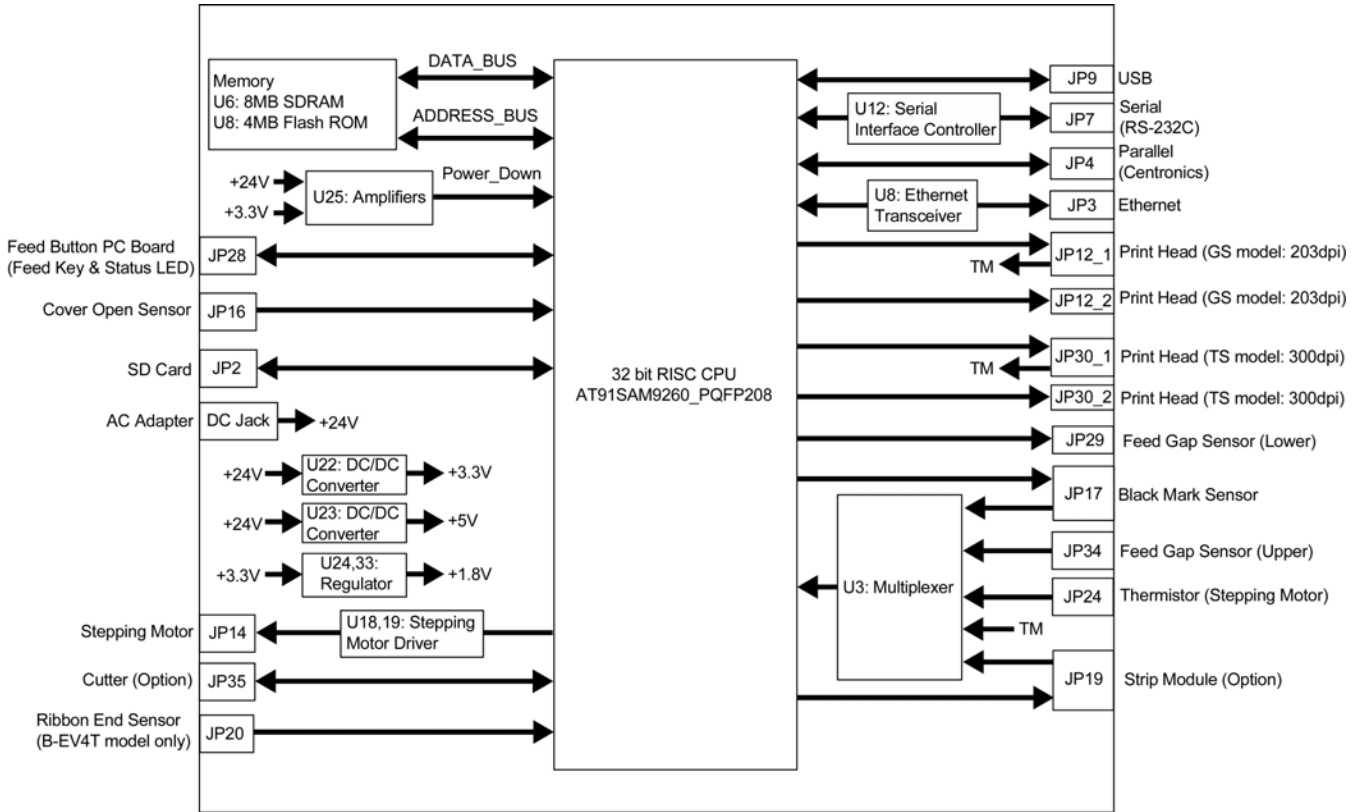 Memory
U6: 8MB SDRAM
U8: 4MB Flash ROM
DATA_BUS
ADDRESS_BUS
+24V
+3.3V
U25: Amplifiers
Power_Down
Feed Button PC Board
(Feed Key & Status LED)
JP28
Cover Open Sensor
JP16
SD Card
JP2
AC Adapter
DC Jack
+24V
+24V
U22: DC/DC
Converter
+3.3V
+24V
U23: DC/DC
Converter
+5V
+3.3V
U24,33:
Regulator
+1.8V
Stepping Motor
JP14
U18,19: Stepping
Motor Driver
Cutter (Option)
JP35
Ribbon End Sensor
(B-EV4T model only)
JP20
32 bit RISC CPU
AT91SAM9260_PQFP208
JP9
USB
U12: Serial
Interface Controller
JP7
Serial
(RS-232C)
JP4
Parallel
(Centronics)
U8: Ethernet
Transceiver
JP3
Ethernet
TM
JP12_1
Print Head (GS model: 203dpi)
JP12_2
Print Head (GS model: 203dpi)
TM
JP30_1
Print Head (TS model: 300dpi)
JP30_2
Print Head (TS model: 300dpi)
JP29
Feed Gap Sensor (Lower)
JP17
Black Mark Sensor
U3: Multiplexer
JP34
Feed Gap Sensor (Upper)
JP24
Thermistor (Stepping Motor)
TM
JP19
Strip Module (Option)